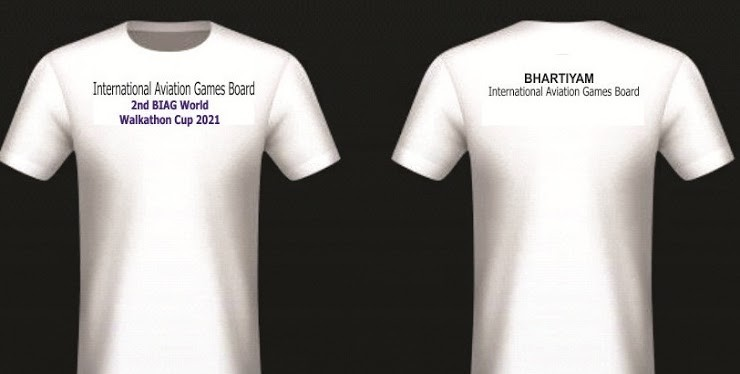 International Aviation Games Board
2nd BIAG World
Walkathon Cup 2021
BHARTIYAM
International Aviation Games Board